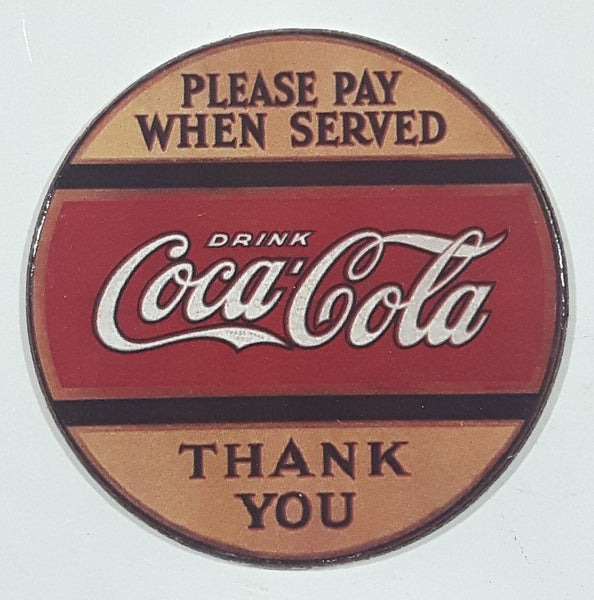 PLEASE PAY
WHEN SERVED
DRINK
Coca-Cola
THANK
YOU